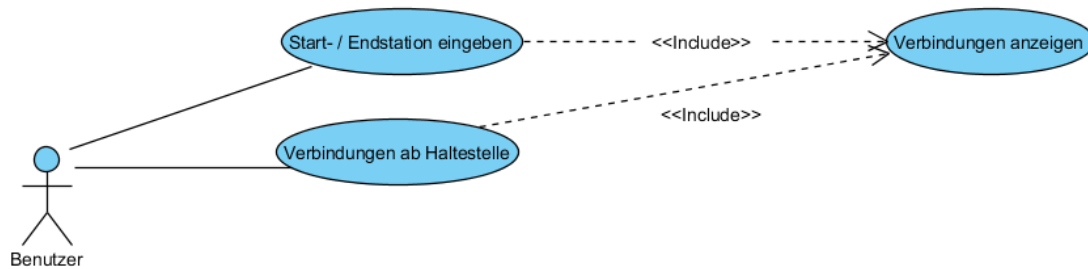 Start- / Endstation eingeben
<<Include>>
Verbindungen anzeigen
<<Include>>
Verbindungen ab Haltestelle
Benutzer